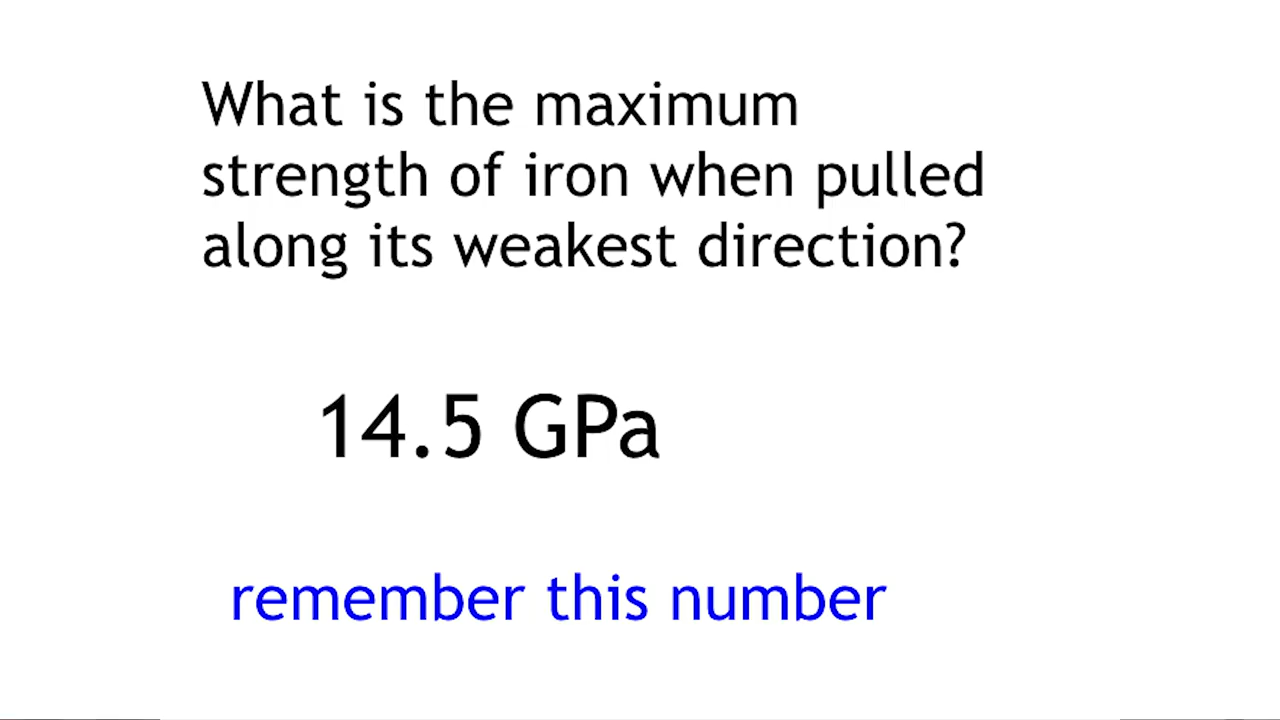 What is the maximum
strength of iron when pulled
along its weakest direction?
14.5 GPa
remember this number